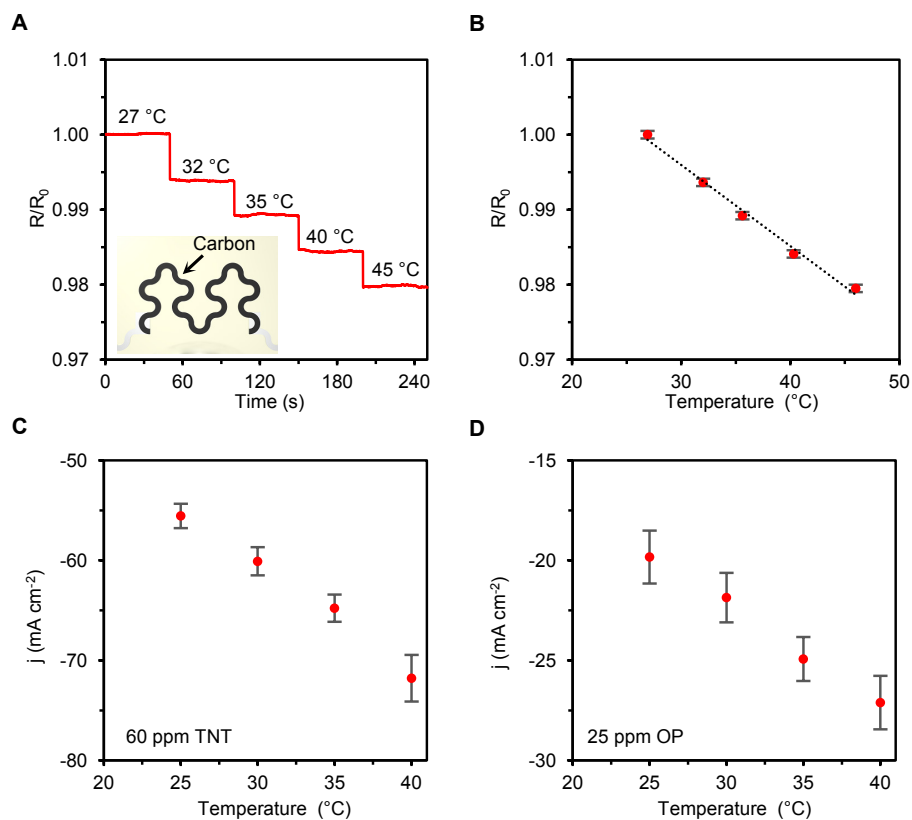 A
R/R0
1.01
1.00
0.99
0.98
0.97
27 °C
32 °C
35 °C
40 °C
45 °C
Carbon
0 60 120 180 240
Time (s)
B
R/R0
1.01
1.00
0.99
0.98
0.97
20 30 40 50
Temperature (°C)
C
j (mA cm-2)
-50
-60
-70
-80
60 ppm TNT
20 25 30 35 40
Temperature (°C)
D
j (mA cm-2)
-15
-20
-25
-30
25 ppm OP
20 25 30 35 40
Temperature (°C)